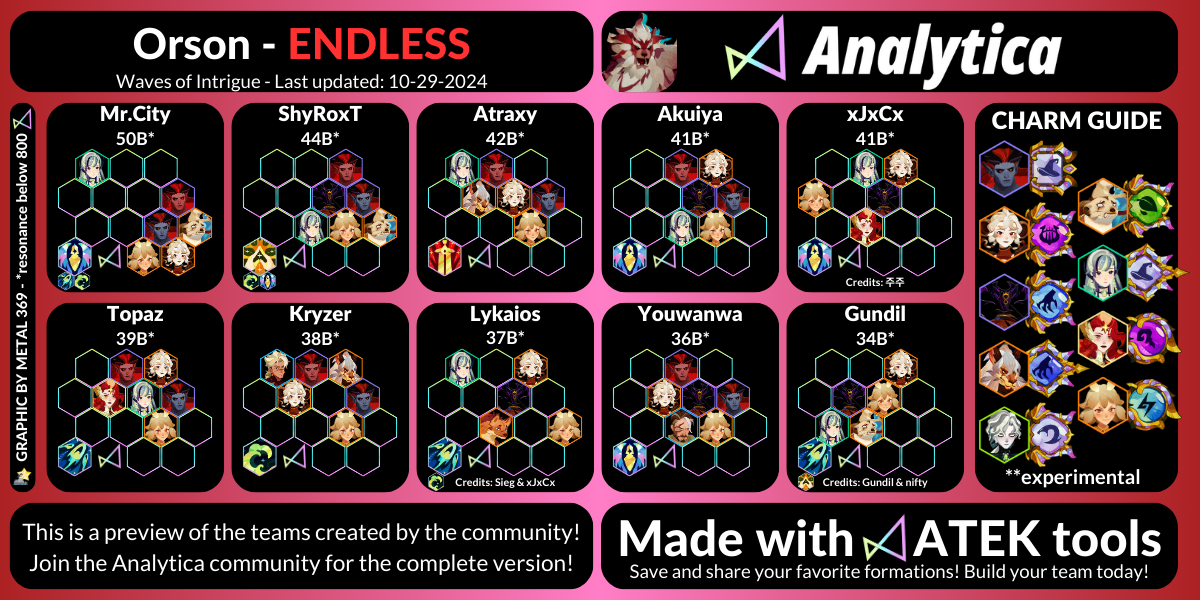 Orson - ENDLESS
Waves of Intrigue - Last updated: 10-29-2024
Analytica
GRAPHIC BY METAL 369 - *resonance below 800
Mr.City
50B*
ShyRoxT
44B*
Atraxy
42B*
Akuiya
41B*
xJxCx
41B*
Credits: 주주
CHARM GUIDE
Topaz
39B*
Kryzer
38B*
Lykaios
37B*
Credits: Sieg & xJxCx
Youwanwa
36B*
Gundil
34B*
Credits: Gundil & nifty
**experimental
This is a preview of the teams created by the community!
Join the Analytica community for the complete version!
Made with ATEK tools
Save and share your favorite formations! Build your team today!